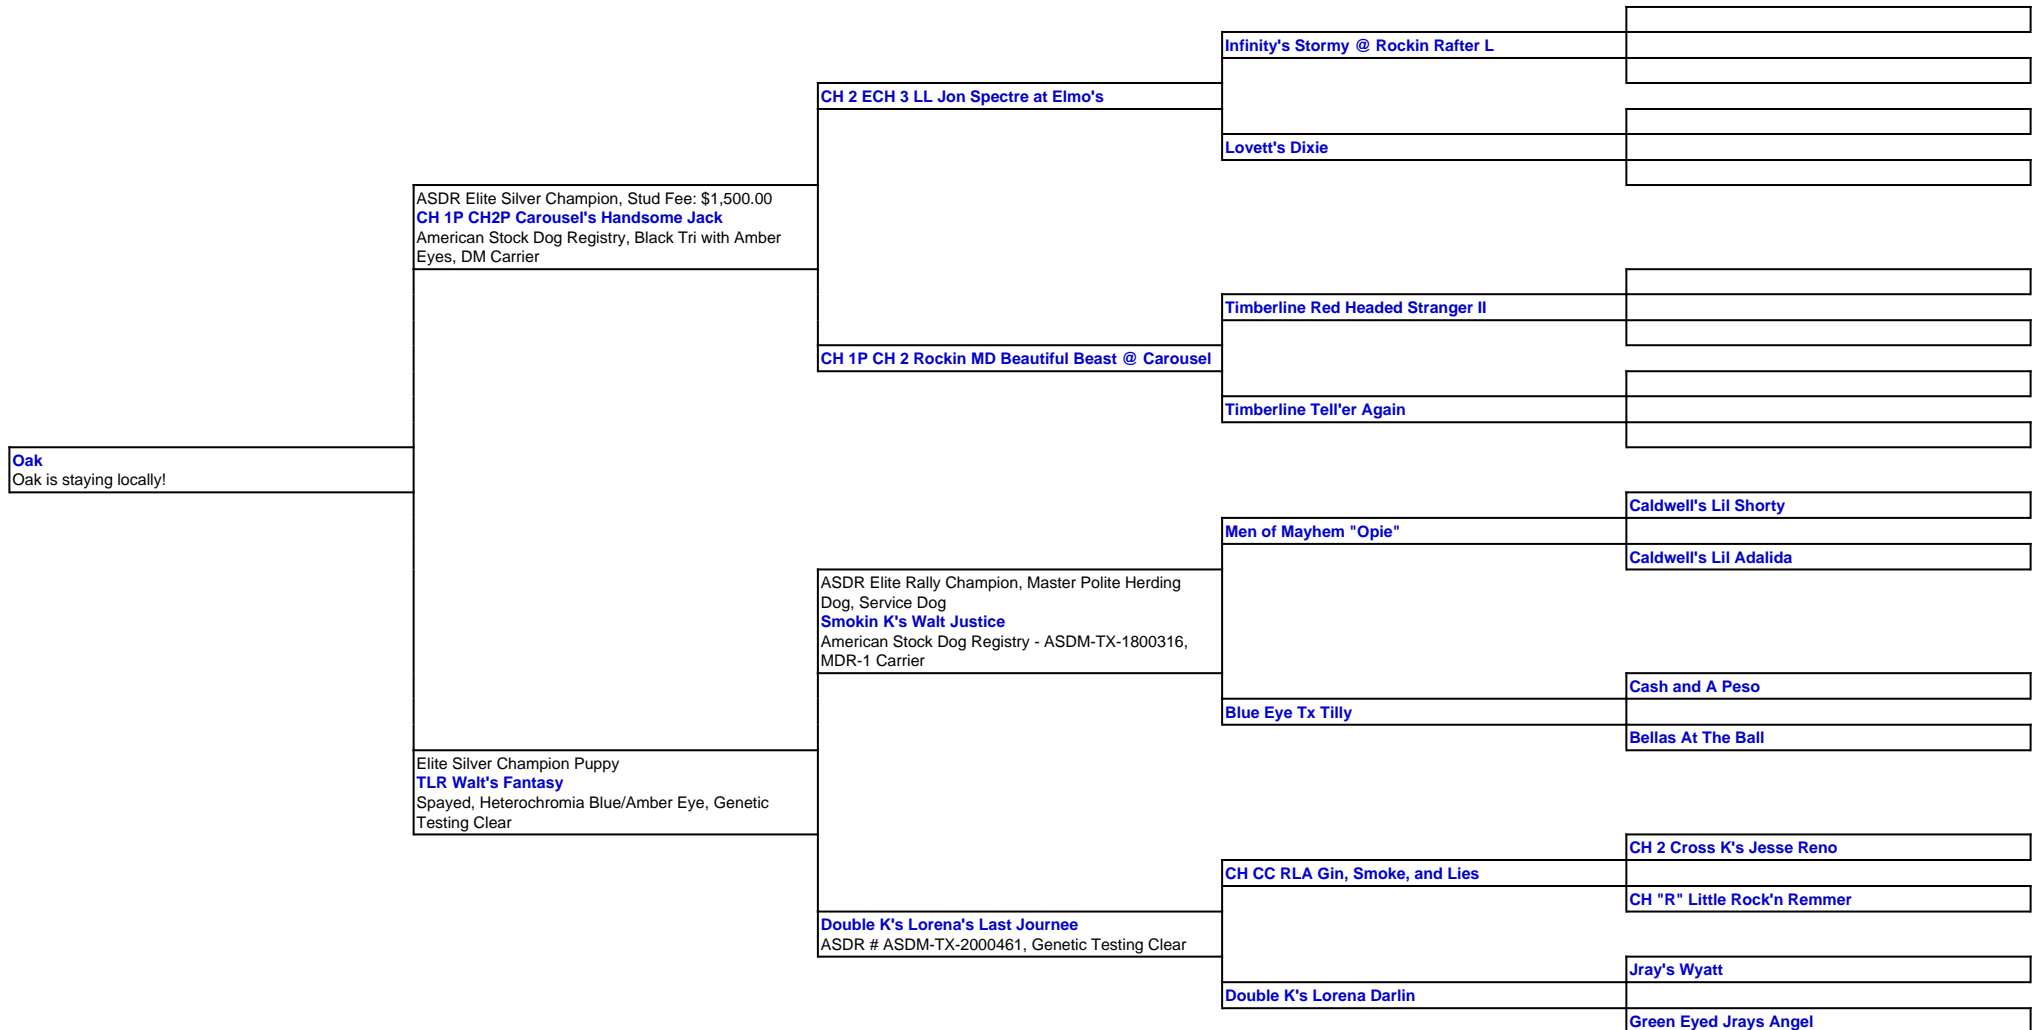 Infinity's Stormy @ Rockin Rafter L
CH 2 ECH 3 LL Jon Spectre at Elmo's
Lovett's Dixie
ASDR Elite Silver Champion, Stud Fee: $1,500.00
CH 1P CH2P Carousel's Handsome Jack
American Stock Dog Registry, Black Tri with Amber
Eyes, DM Carrier
Timberline Red Headed Stranger II
CH 1P CH 2 Rockin MD Beautiful Beast @ Carousel
Timberline Tell'er Again
Oak
Oak is staying locally!
Caldwell's Lil Shorty
Men of Mayhem "Opie"
Caldwell's Lil Adalida
ASDR Elite Rally Champion, Master Polite Herding
Dog, Service Dog
Smokin K's Walt Justice
American Stock Dog Registry - ASDM-TX-1800316,
MDR-1 Carrier
Cash and A Peso
Blue Eye Tx Tilly
Bellas At The Ball
Elite Silver Champion Puppy
TLR Walt's Fantasy
Spayed, Heterochromia Blue/Amber Eye, Genetic
Testing Clear
CH 2 Cross K's Jesse Reno
CH CC RLA Gin, Smoke, and Lies
CH "R" Little Rock'n Remmer
Double K's Lorena's Last Journee
ASDR # ASDM-TX-2000461, Genetic Testing Clear
Jray's Wyatt
Double K's Lorena Darlin
Green Eyed Jrays Angel